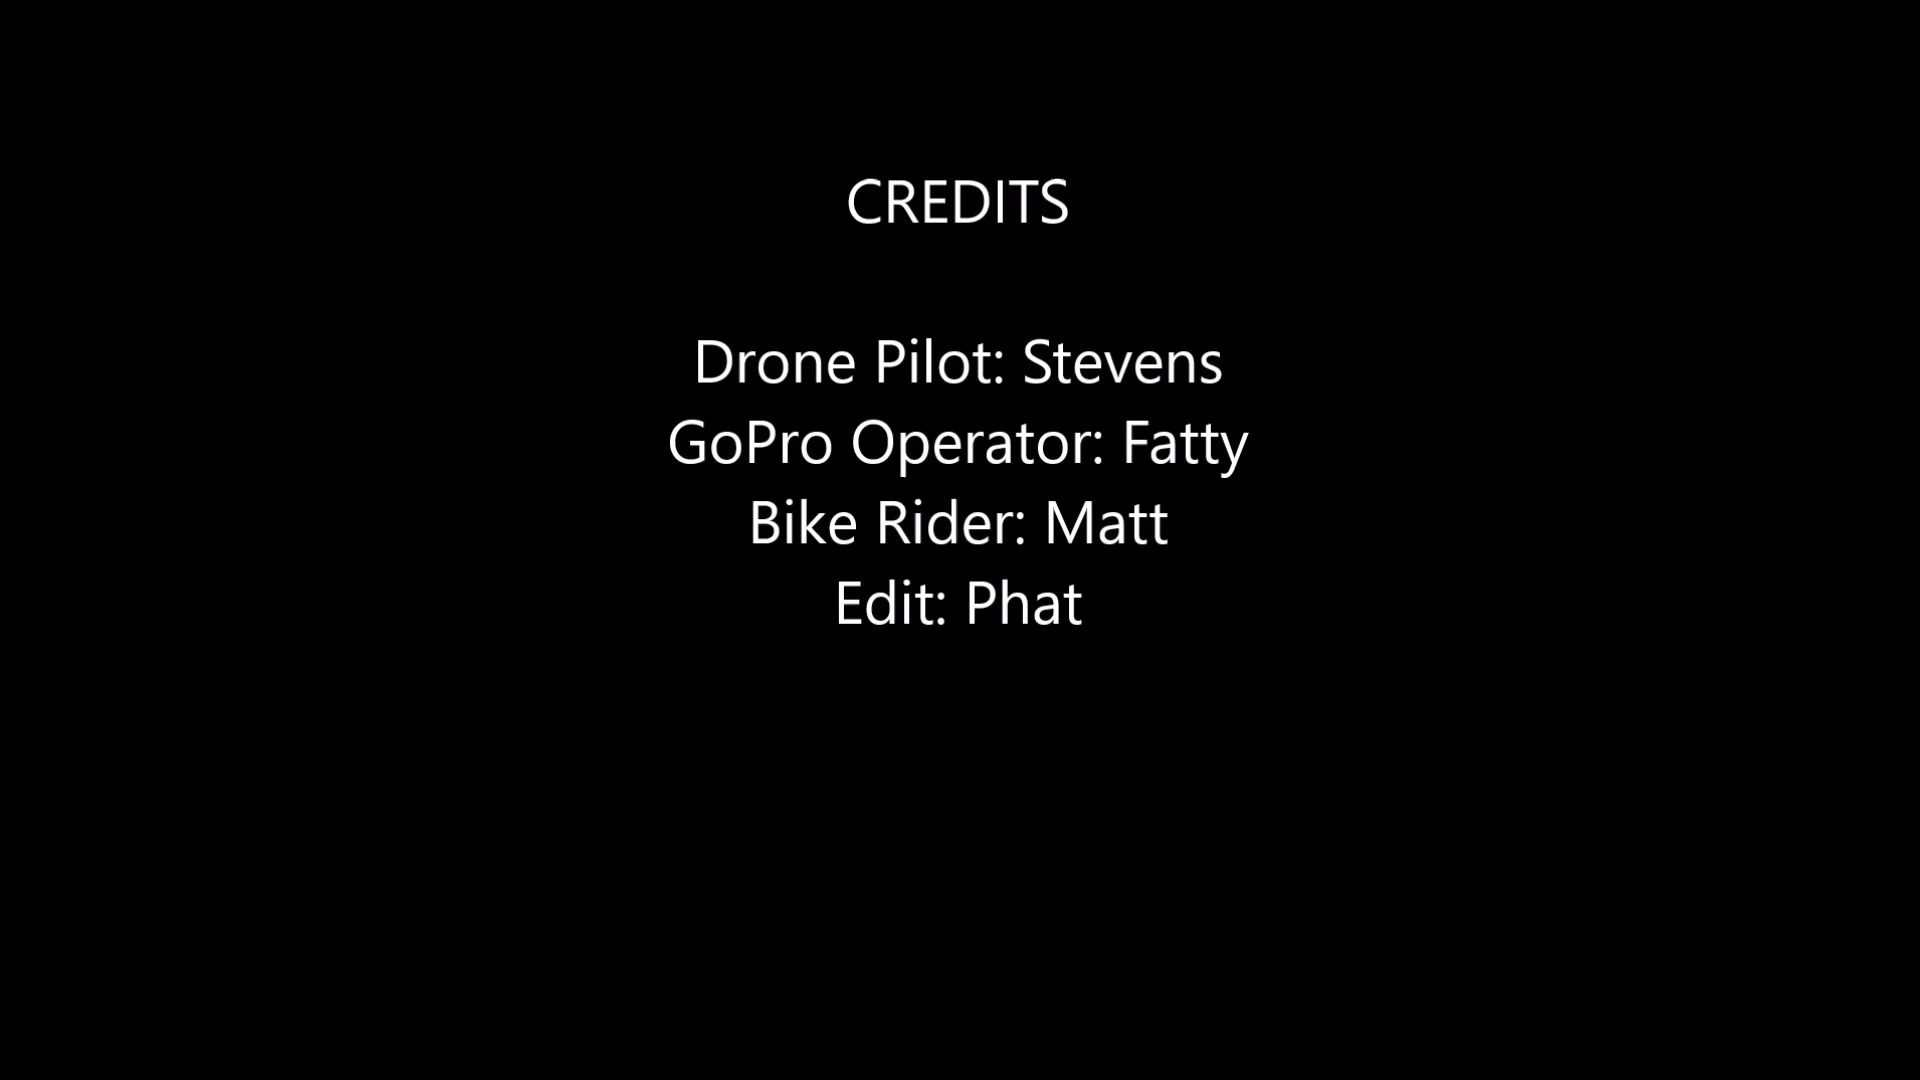 CREDITS
Drone Pilot: Stevens
GoPro Operator: Fatty
Bike Rider: Matt
Edit: Phat